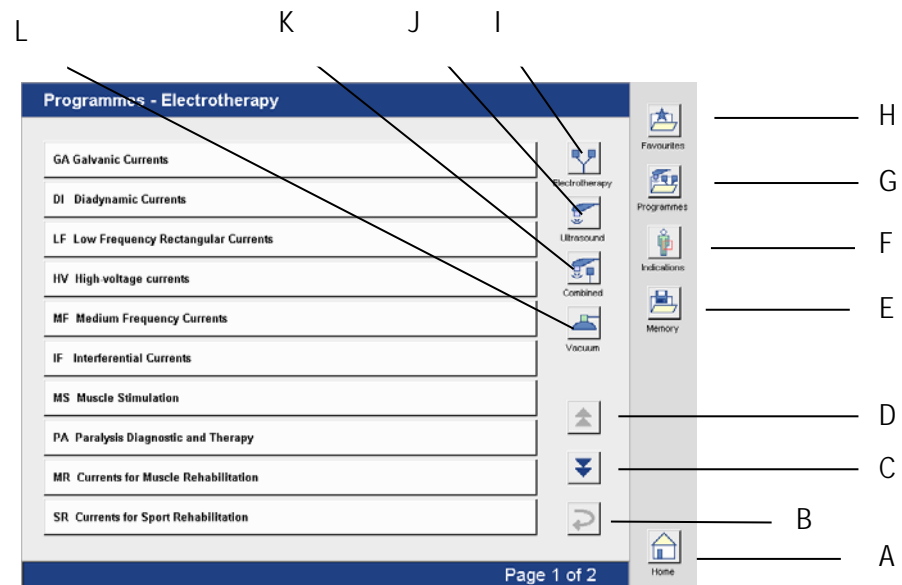 L K J I
Programmes - Electrotherapy
GA Galvanic Currents
DI Diadynamic Currents
LF Low Frequency Rectangular Currents
HV High-voltage currents
MF Medium Frequency Currents
IF Interferential Currents
MS Muscle Stimulation
PA Paralysis Diagnostic and Therapy
MR Currents for Muscle Rehabilitation
SR Currents for Sport Rehabilitation
Electrotherapy
Ultrasound
Combined
Vacuum
Favourites
Programmes
Indications
Memory
Home
Page 1 of 2
H
G
F
E
D
C
B
A